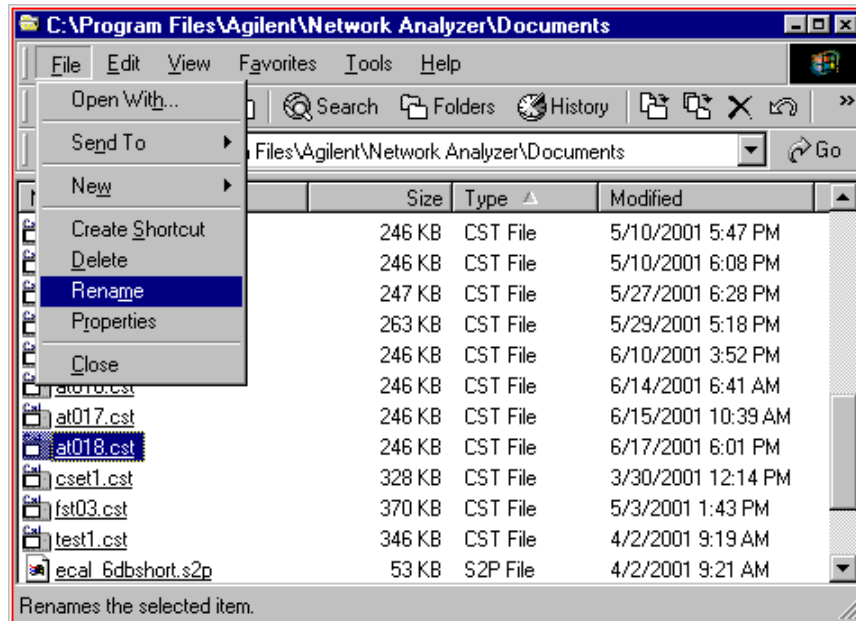 C:\Program Files\Agilent\Network Analyzer\Documents
File Edit View Favorites Tools Help
Search Folders History »
Files\Agilent\Network Analyzer\Documents Go
Size Type Modified
246 KB CST File 5/10/2001 5:47 PM
246 KB CST File 5/10/2001 6:08 PM
247 KB CST File 5/27/2001 6:28 PM
263 KB CST File 5/29/2001 5:18 PM
246 KB CST File 6/10/2001 3:52 PM
246 KB CST File 6/14/2001 6:41 AM
at017.cst 246 KB CST File 6/15/2001 10:39 AM
at018.cst 246 KB CST File 6/17/2001 6:01 PM
cset1.cst 328 KB CST File 3/30/2001 12:14 PM
fst03.cst 370 KB CST File 5/3/2001 1:43 PM
test1.cst 346 KB CST File 4/2/2001 9:19 AM
ecal_6dbshort.s2p 53 KB S2P File 4/2/2001 9:21 AM
Open With...
Send To
New
Create Shortcut
Delete
Rename
Properties
Close
Renames the selected item.